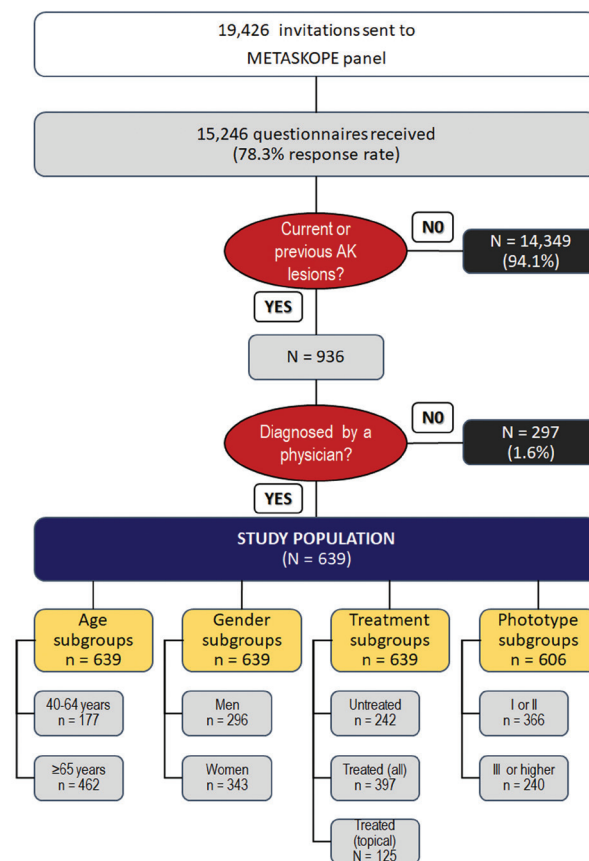 19,426 invitations sent to
METASKOPE panel
15,246 questionnaires received
(78.3% response rate)
Current or
previous AK
lesions?
N0
N = 14,349
(94.1%)
YES
N = 936
Diagnosed by a
physician?
N0
N = 297
(1.6%)
YES
STUDY POPULATION
(N = 639)
Age
subgroups
n = 639
40-64 years
n = 177
≥65 years
n = 462
Gender
subgroups
n = 639
Men
n = 296
Women
n = 343
Treatment
subgroups
n = 639
Untreated
n = 242
Treated (all)
n = 397
Treated
(topical)
N = 125
Phototype
subgroups
n = 606
I or II
n = 366
III or higher
n = 240